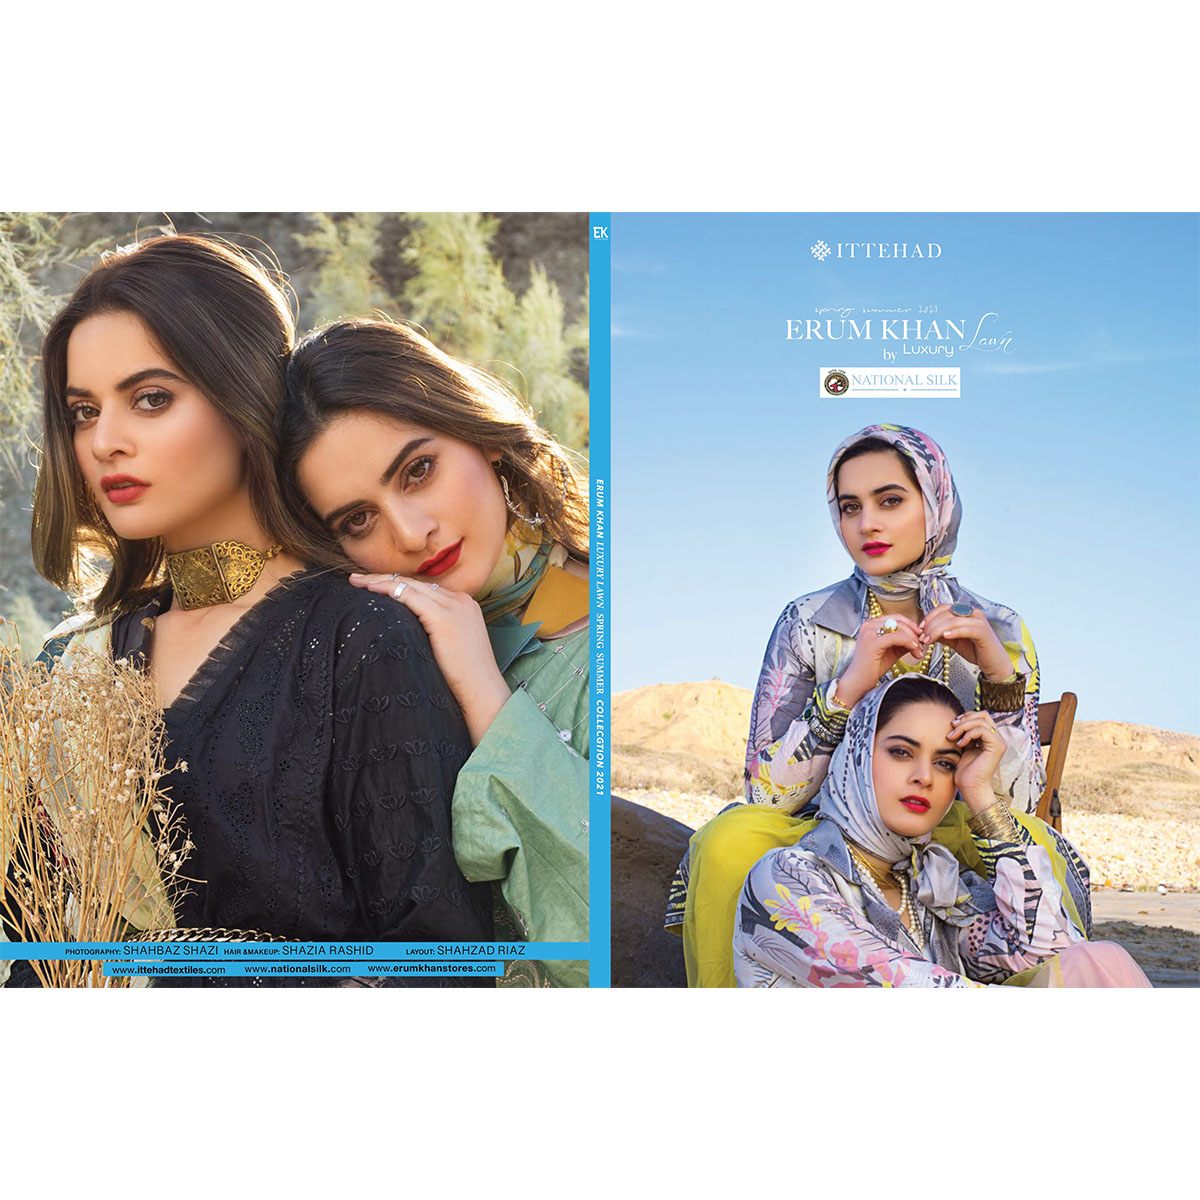 PHOTOGRAPHY: SHAHBAZ SHAZI HAIR &MAKEUP: SHAZIA RASHID LAYOUT: SHAHZAD RIAZ
www.ittehadtextiles.com www.nationalsilk.com www.erumkhanstores.com
EK
ERUM KHAN LUXURY LAWN SPRING SUMMER COLLECGTION 2021
ITTEHAD
spring summer 2021
ERUM KHAN Lawn
by Luxury
NATIONAL SILK